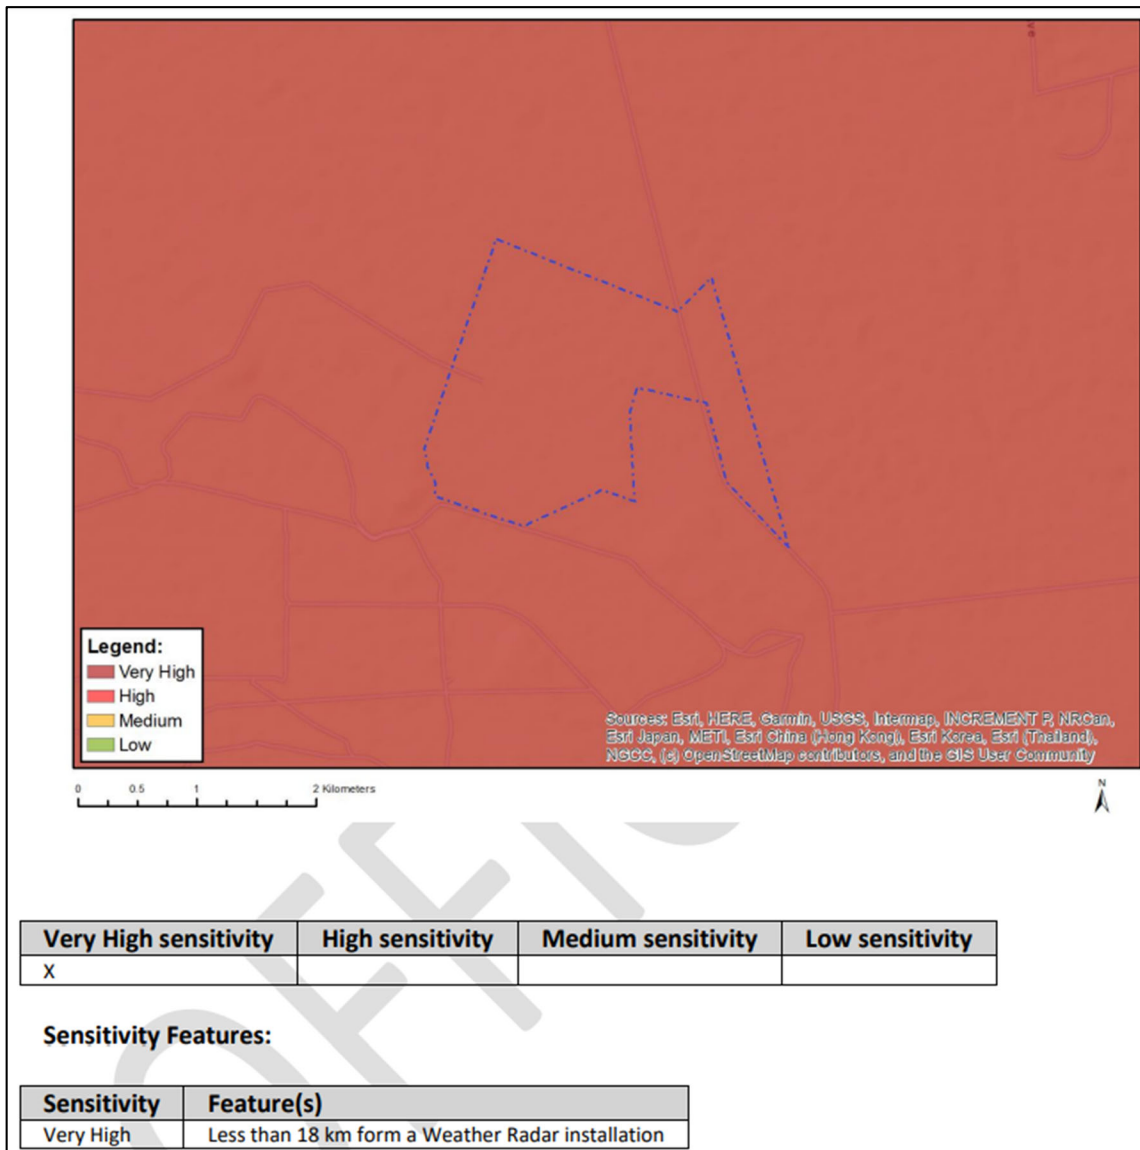 Legend:
Very High
High
Medium
Low
Sources: Esri, HERE, Garmin, USGS, Intermap, INCREMENT P, NRCan,
Esri Japan, METI, Esri China (Hong Kong), Esri Korea, Esri (Thailand),
NGCC, (c) OpenStreetMap contributors, and the GIS User Community
0 0.5 1 2 Kilometers
N
Very High sensitivity High sensitivity Medium sensitivity Low sensitivity
X
Sensitivity Features:
Sensitivity Feature(s)
Very High Less than 18 km form a Weather Radar installation